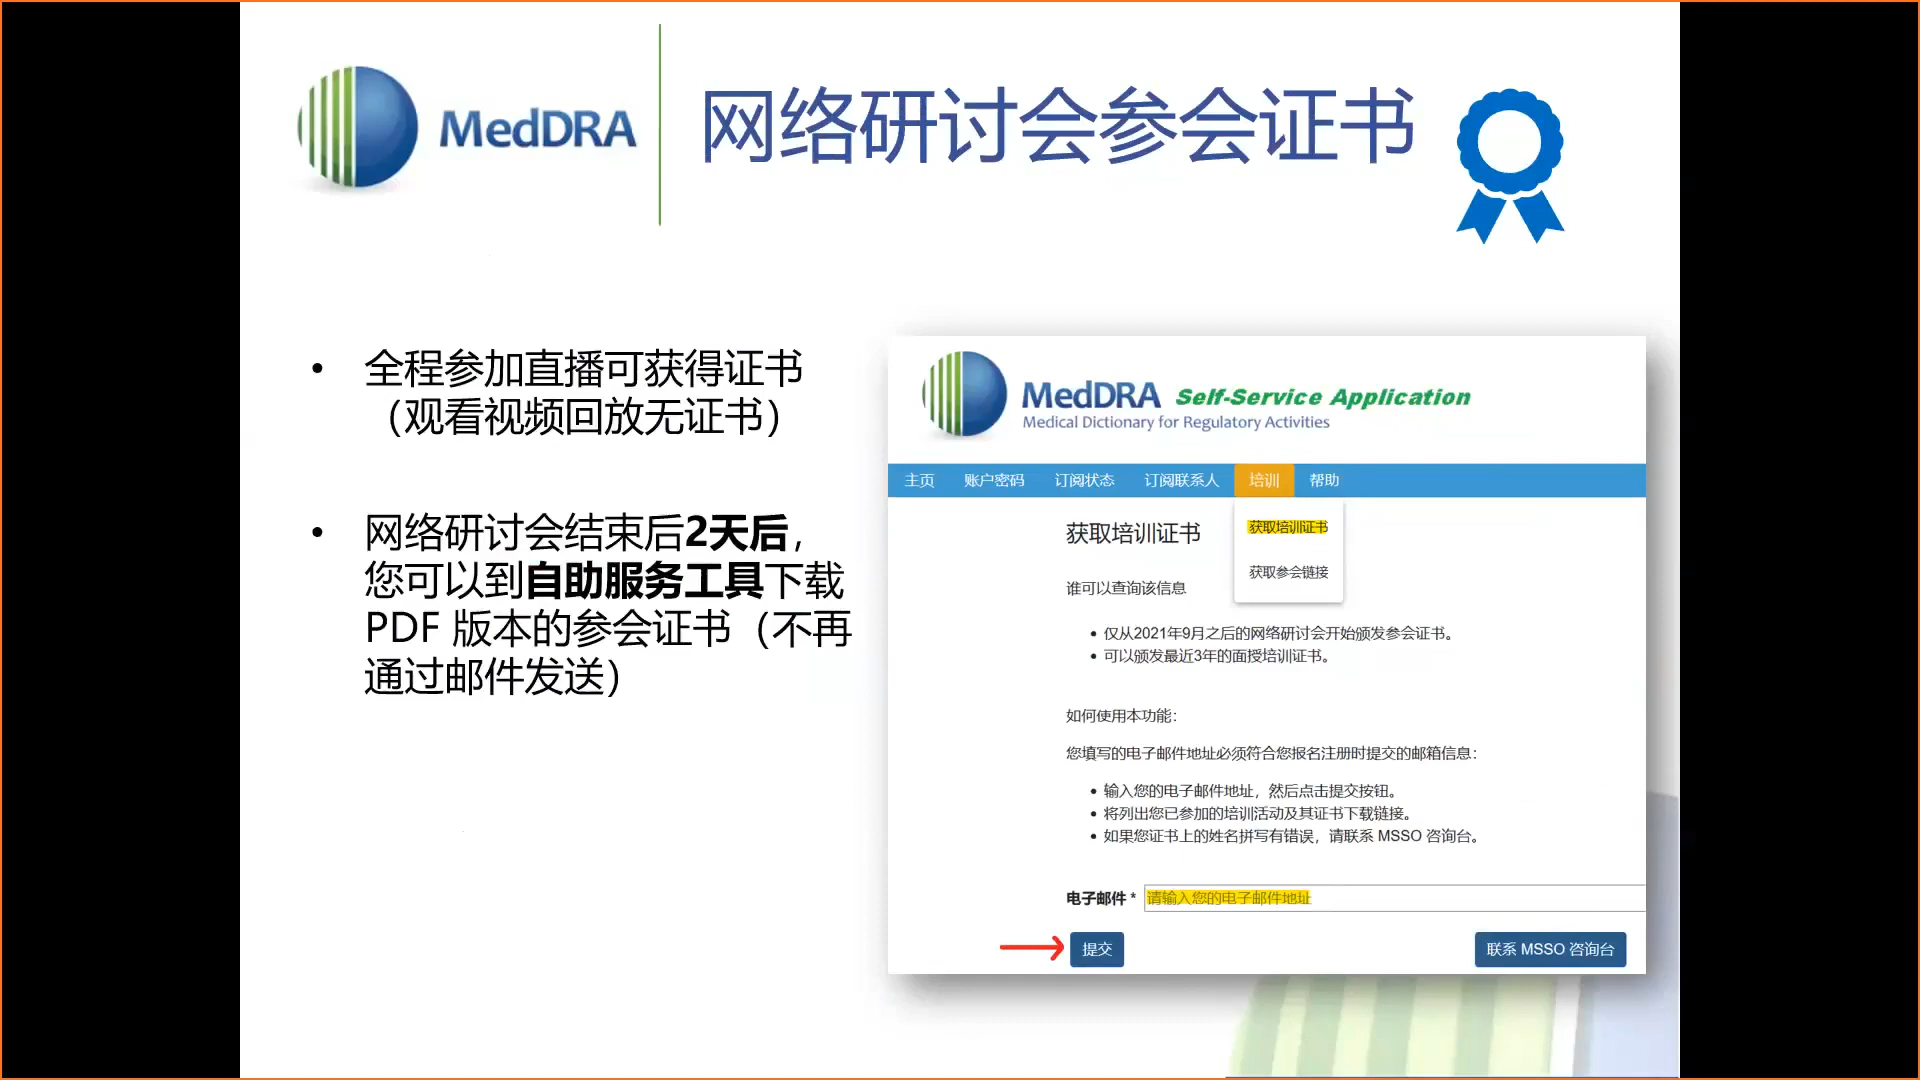 MedDRA
网络研讨会参会证书
• 全程参加直播可获得证书
（观看视频回放无证书）
• 网络研讨会结束后2天后，
您可以到自助服务工具下载
PDF 版本的参会证书（不再
通过邮件发送）
MedDRA Self-Service Application
Medical Dictionary for Regulatory Activities
主页 账户密码 订阅状态 订阅联系人 培训 帮助
获取培训证书
获取参会链接
获取培训证书
谁可以查询该信息
• 仅从2021年9月之后的网络研讨会开始颁发参会证书。
• 可以颁发最近3年的面授培训证书。
如何使用本功能：
您填写的电子邮件地址必须符合您报名注册时提交的邮箱信息：
• 输入您的电子邮件地址，然后点击提交按钮。
• 将列出您已参加的培训活动及其证书下载链接。
• 如果您证书上的姓名拼写有错误，请联系 MSSO 咨询台。
电子邮件 * 请输入您的电子邮件地址
提交 联系 MSSO 咨询台